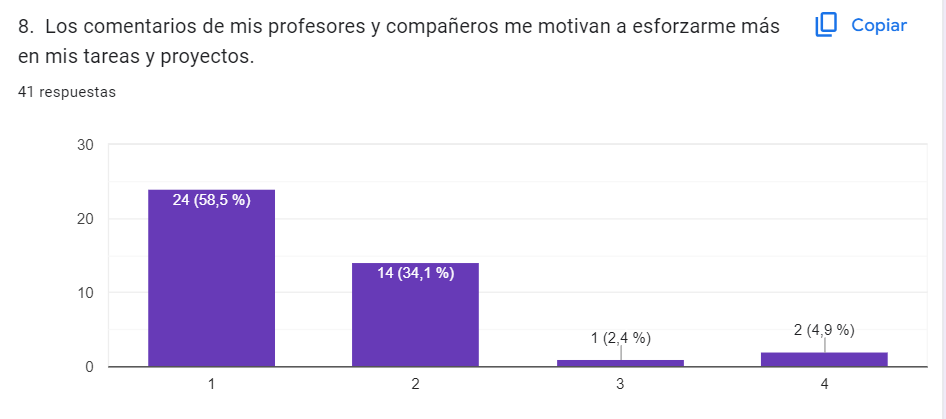 8. Los comentarios de mis profesores y compañeros me motivan a esforzarme más
en mis tareas y proyectos.
Copiar
41 respuestas
30
20
10
0
24 (58,5 %)
14 (34,1 %)
1 (2,4 %)
2 (4,9 %)
1
2
3
4